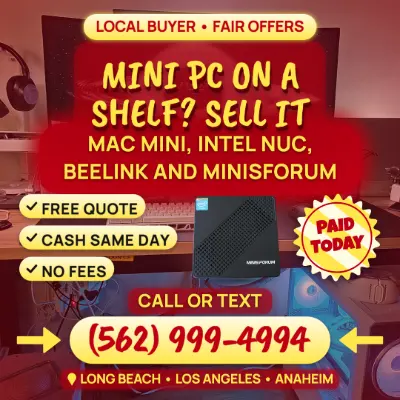 LOCAL BUYER • FAIR OFFERS
MINI PC ON A
SHELF? SELL IT
MAC MINI, INTEL NUC,
BEELINK AND MINISFORUM
✓ FREE QUOTE
✓ CASH SAME DAY
✓ NO FEES
MINISFORUM
PAID
TODAY
CALL OR TEXT
(562) 999-4994
LONG BEACH • LOS ANGELES • ANAHEIM